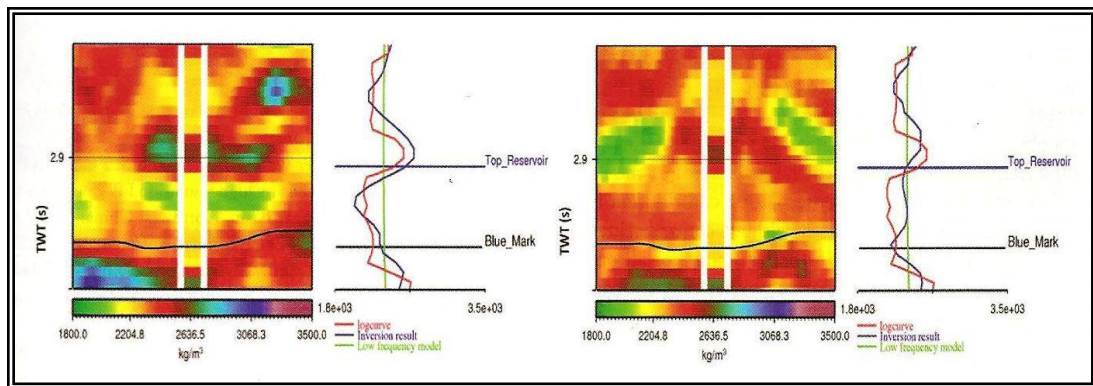 2.9
TWT (s)
Top_Reservoir
Blue_Mark
1800.0 2204.8 2636.5 3068.3 3500.0
kg/m³
1.8e+03 3.5e+03
logcurve
Inversion result
Low frequency model
2.9
TWT (s)
Top_Reservoir
Blue_Mark
1800.0 2204.8 2636.5 3068.3 3500.0
kg/m³
1.8e+03 3.5e+03
logcurve
Inversion result
Low frequency model